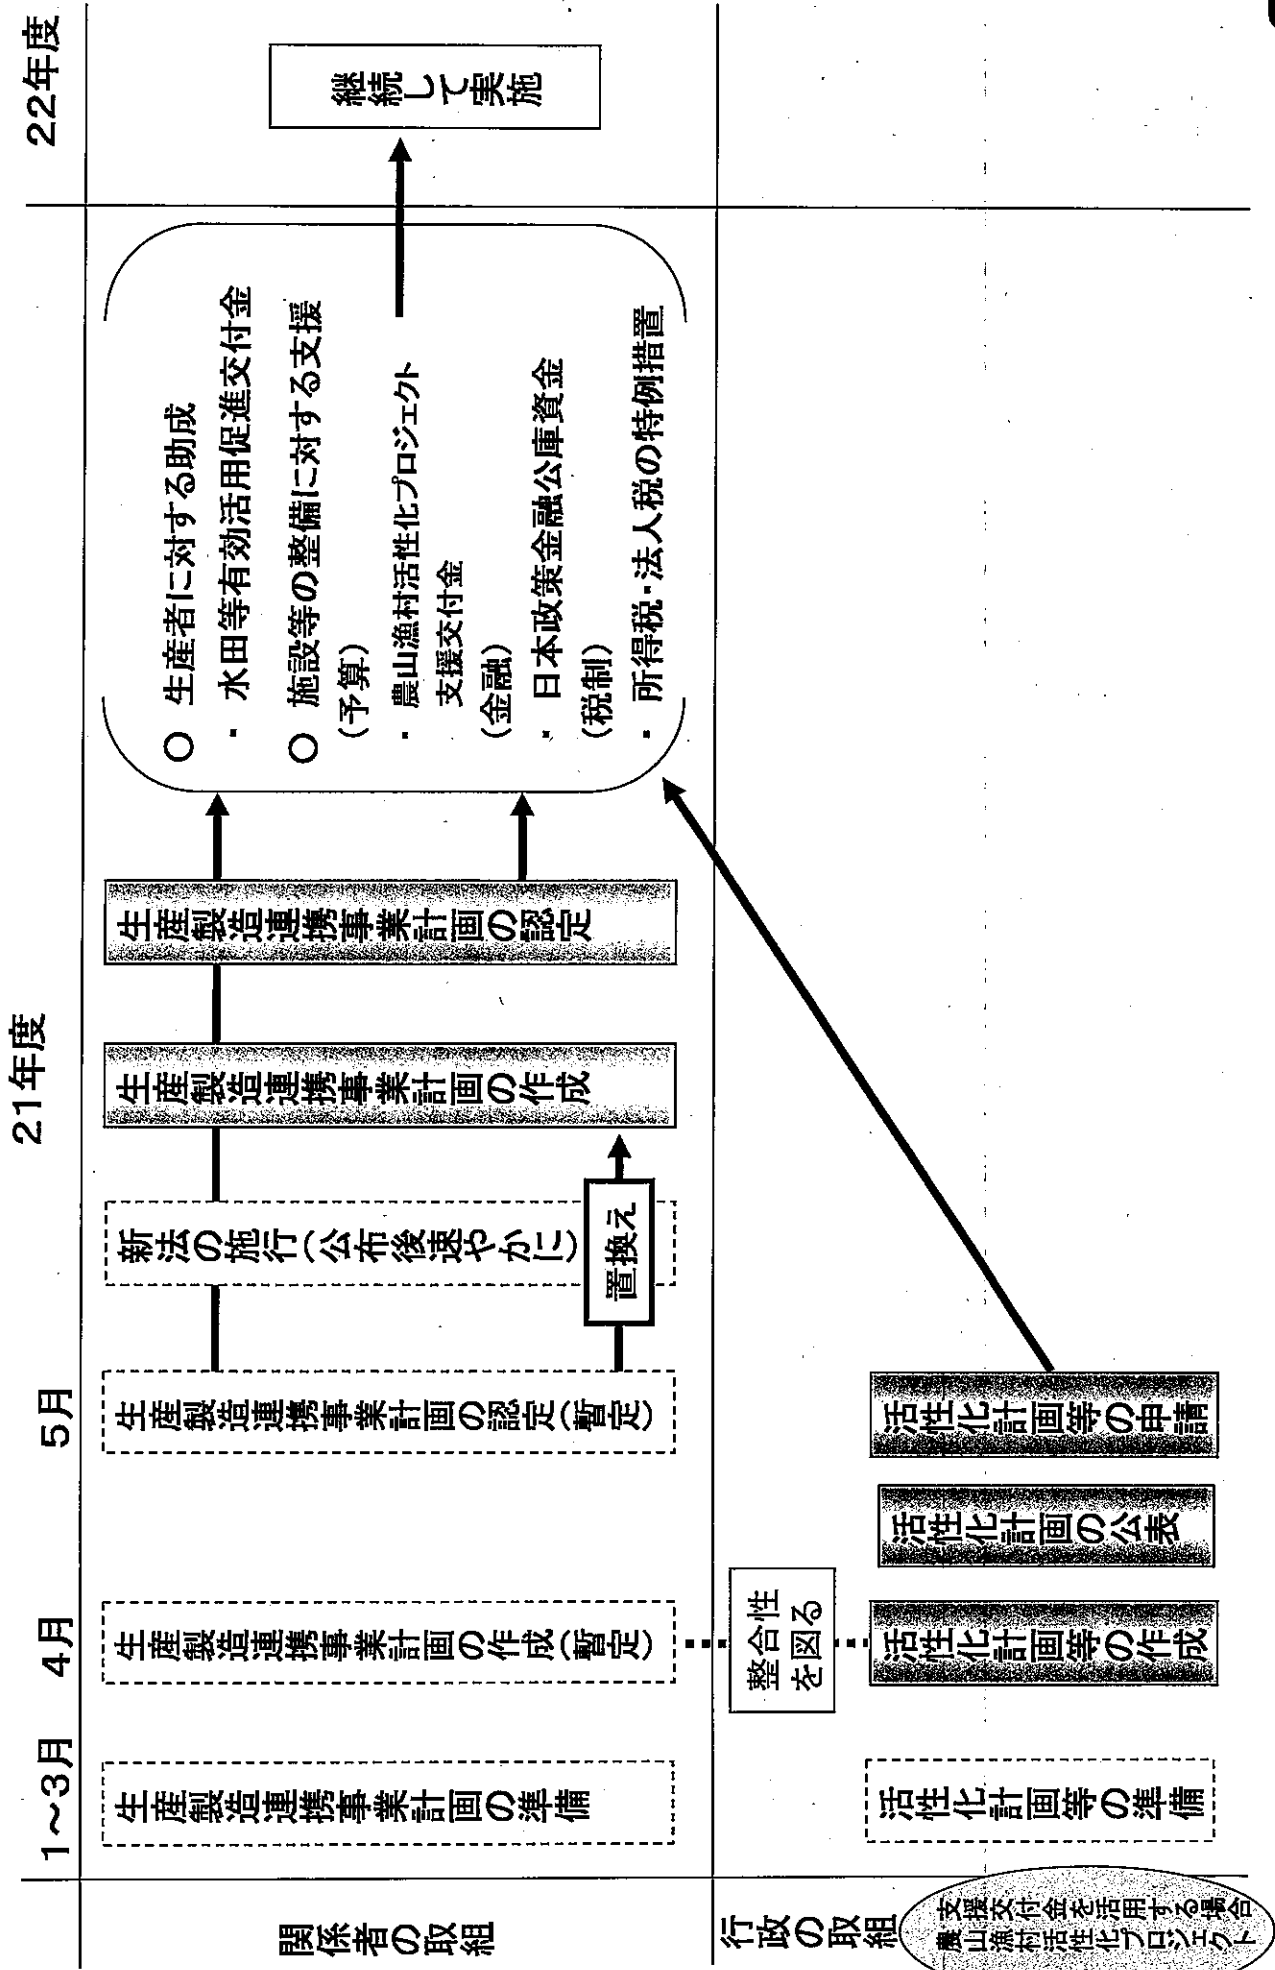 21年度
22年度
1～3月
4月
5月
関係者の取組
生産製造連携事業計画の準備
生産製造連携事業計画の作成(暫定)
生産製造連携事業計画の認定(暫定)
新法の施行(公布後速やかに)
置換え
生産製造連携事業計画の作成
生産製造連携事業計画の認定
○ 生産者に対する助成
・ 水田等有効活用促進交付金
○ 施設等の整備に対する支援
(予算)
・ 農山漁村活性化プロジェクト
支援交付金
(金融)
・ 日本政策金融公庫資金
(税制)
・ 所得税・法人税の特例措置
継続して実施
整合性
を図る
行政の取組
支援交付金を活用する場合
農山漁村活性化プロジェクト
活性化計画等の準備
活性化計画等の作成
活性化計画の公表
活性化計画等の申請